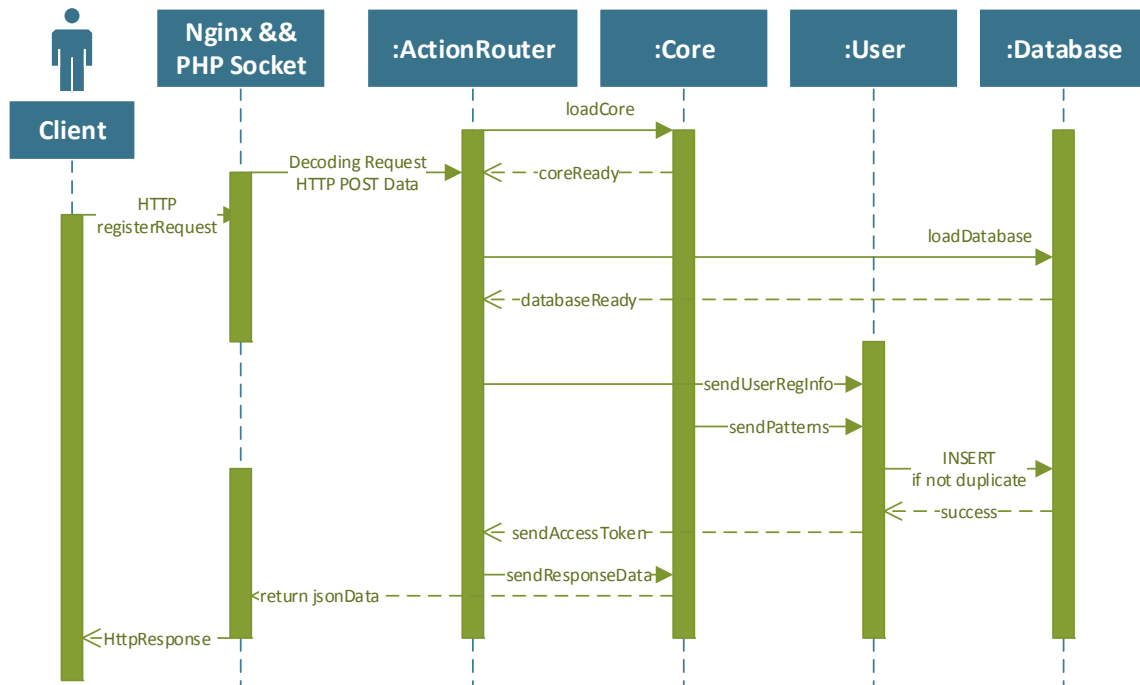 Nginx &&
PHP Socket
:ActionRouter
:Core
:User
:Database
Client
loadCore
Decoding Request
HTTP POST Data
coreReady
HTTP
registerRequest
loadDatabase
databaseReady
sendUserRegInfo
sendPatterns
INSERT
if not duplicate
success
sendAccessToken
sendResponseData
return jsonData
HttpResponse